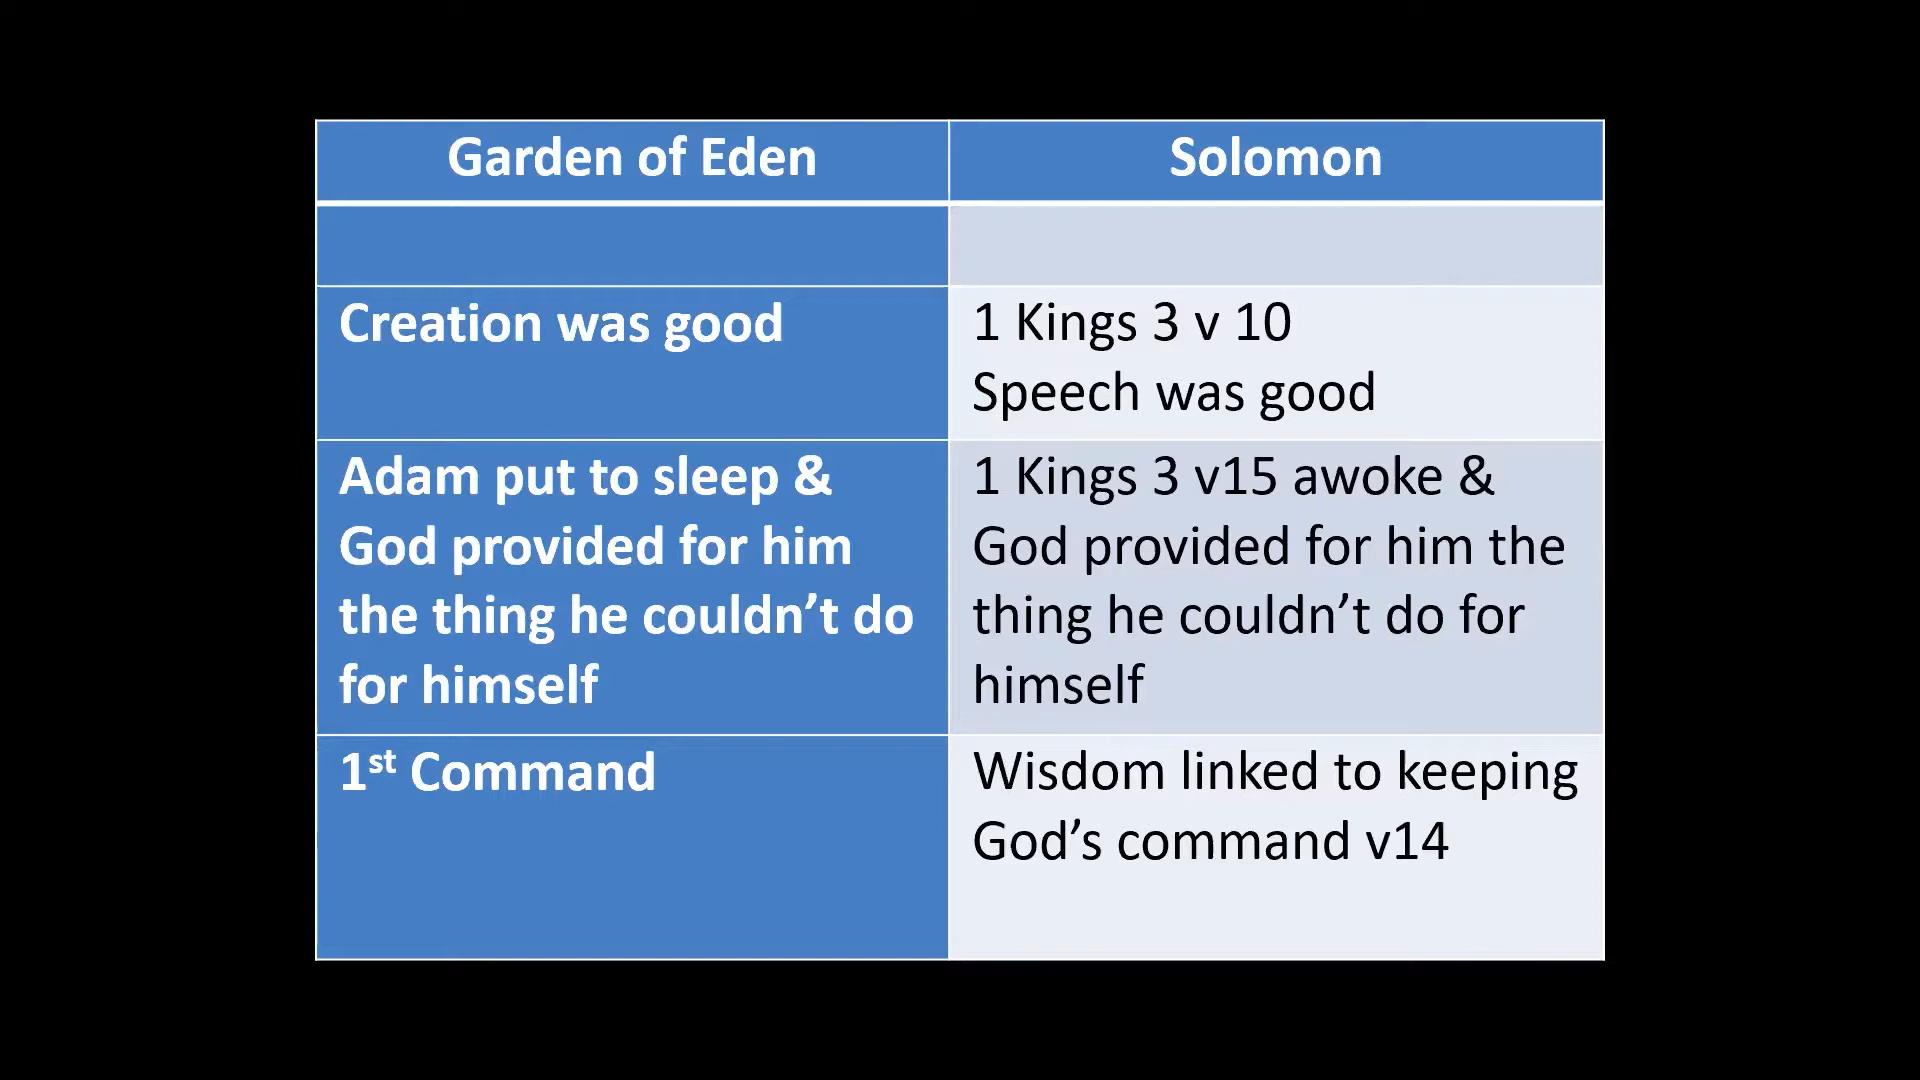 Garden of Eden
Solomon
Creation was good
1 Kings 3 v 10
Speech was good
Adam put to sleep &
God provided for him
the thing he couldn’t do
for himself
1 Kings 3 v15 awoke &
God provided for him the
thing he couldn’t do for
himself
1st Command
Wisdom linked to keeping
God’s command v14